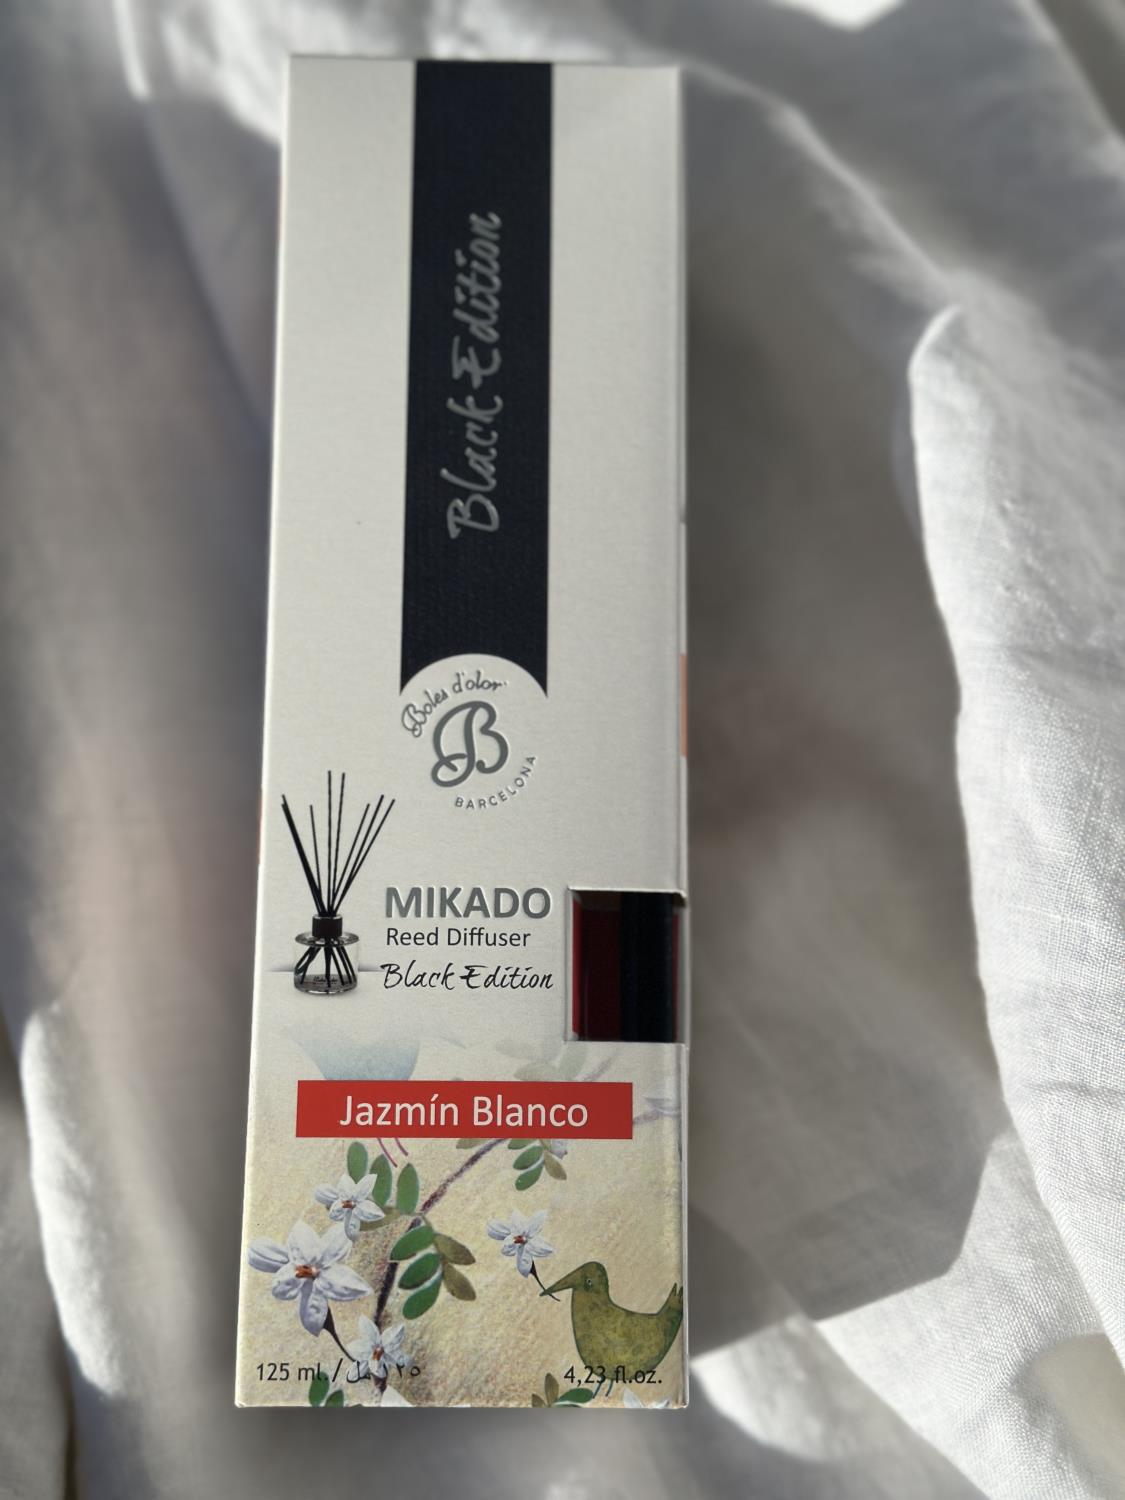 Black Edition
Boles d'olor
B
BARCELONA
MIKADO
Reed Diffuser
Black Edition
Jazmín Blanco
125 ml./١٢٥ مل
4,23 fl.oz.